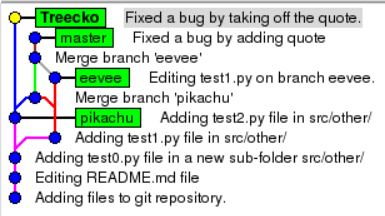 Treecko Fixed a bug by taking off the quote.
master Fixed a bug by adding quote
Merge branch 'eevee'
eevee Editing test1.py on branch eevee.
Merge branch 'pikachu'
pikachu Adding test2.py file in src/other/
Adding test1.py file in src/other/
Adding test0.py file in a new sub-folder src/other/
Editing README.md file
Adding files to git repository.